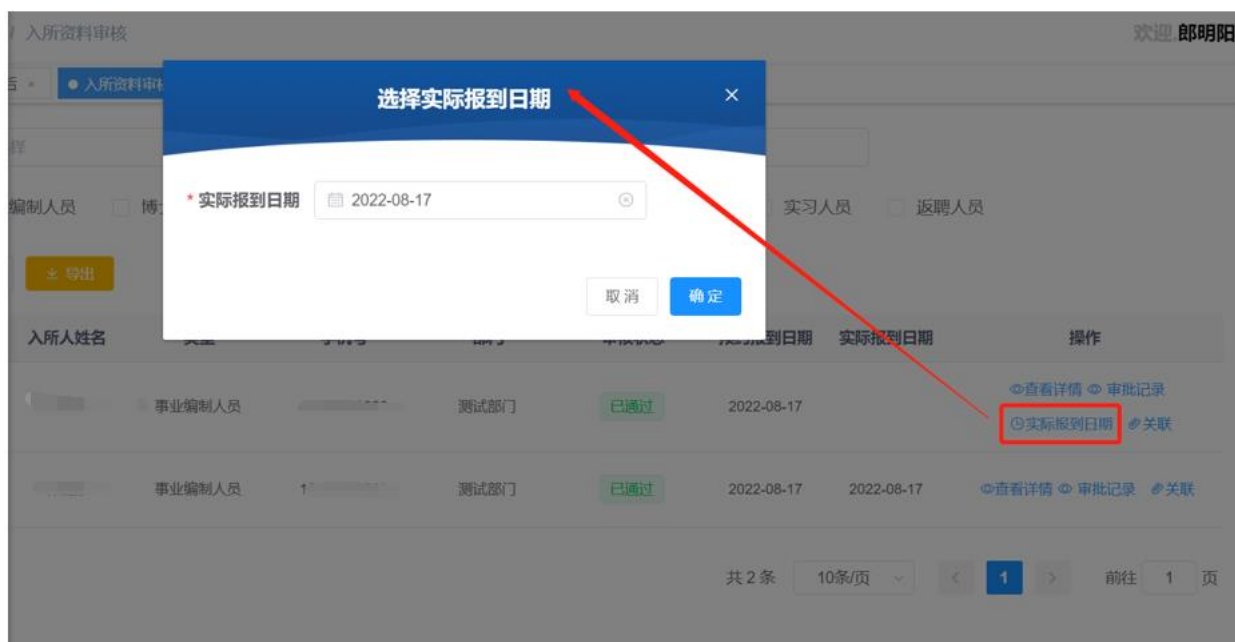 入所资料审核
欢迎,郎明阳
入所资料审核
选择实际报到日期
* 实际报到日期 2022-08-17
编制人员 实习人员 返聘人员
取消 确定
导出
入所人姓名 实际报到日期 操作
事业编制人员 测试部门 已通过 2022-08-17 查看详情 审批记录
实际报到日期 关联
事业编制人员 测试部门 已通过 2022-08-17 2022-08-17 查看详情 审批记录 关联
共 2 条 10条/页 1 前往 1 页